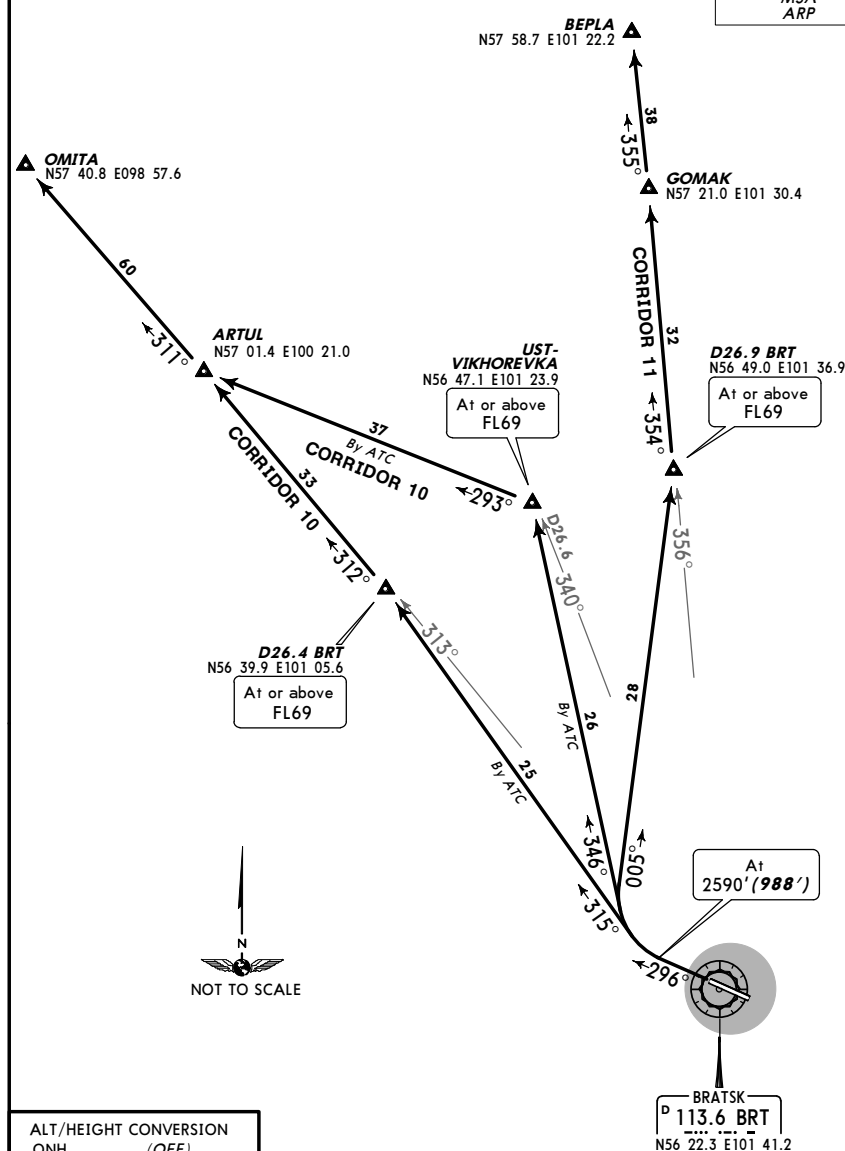 MSA
ARP
BEPLA
N57 58.7 E101 22.2
38
355°
OMITA
N57 40.8 E098 57.6
GOMAK
N57 21.0 E101 30.4
60
CORRIDOR 11
32
311°
ARTUL
N57 01.4 E100 21.0
UST-
VIKHOREVKA
N56 47.1 E101 23.9
At or above
FL69
D26.9 BRT
N56 49.0 E101 36.9
At or above
FL69
354°
37
By ATC
CORRIDOR 10
293°
33
CORRIDOR 10
312°
D26.6
340°
356°
313°
D26.4 BRT
N56 39.9 E101 05.6
At or above
FL69
28
26
By ATC
25
By ATC
346°
005°
315°
At
2590' (988')
296°
N
NOT TO SCALE
BRATSK
D 113.6 BRT
N56 22.3 E101 41.2
ALT/HEIGHT CONVERSION
QNH (QFE)